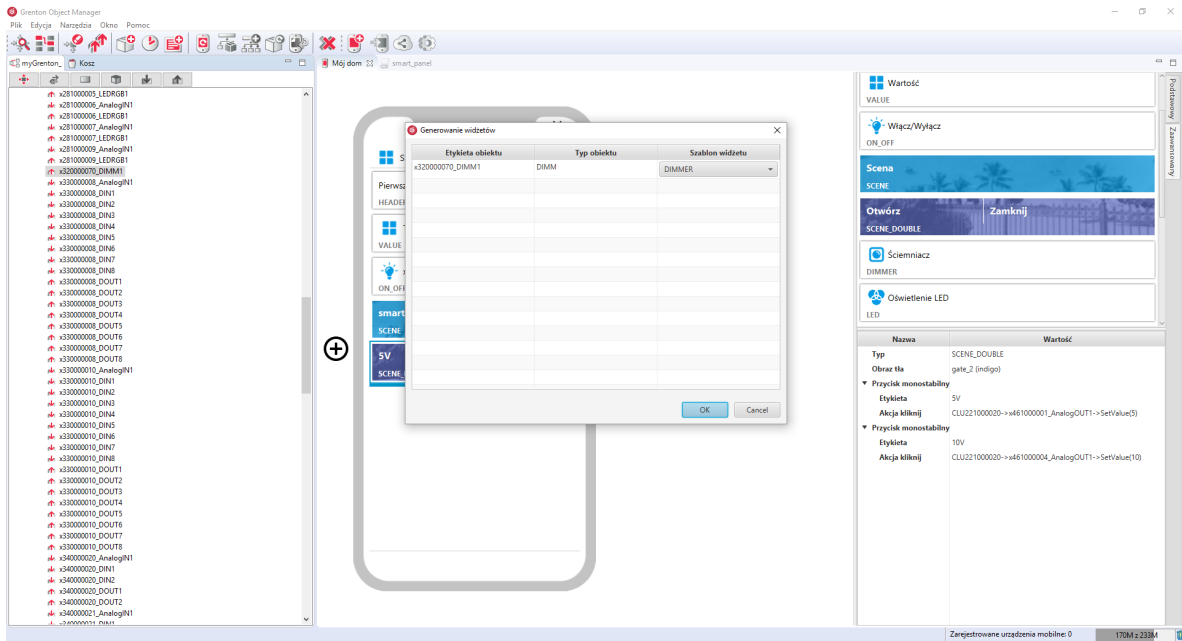 Grenton Object Manager
Plik Edycja Narzędzia Okno Pomoc
myGrenton_ Kosz
Mój dom smart_panel
x281000005_LEDRGB1
x281000006_AnalogIN1
x281000006_LEDRGB1
x281000007_AnalogIN1
x281000007_LEDRGB1
x281000009_AnalogIN1
x281000009_LEDRGB1
x320000070_DIMM1
x330000008_AnalogIN1
x330000008_DIN1
x330000008_DIN2
x330000008_DIN3
x330000008_DIN4
x330000008_DIN5
x330000008_DIN6
x330000008_DIN7
x330000008_DIN8
x330000008_DOUT1
x330000008_DOUT2
x330000008_DOUT3
x330000008_DOUT4
x330000008_DOUT5
x330000008_DOUT6
x330000008_DOUT7
x330000008_DOUT8
x330000010_AnalogIN1
x330000010_DIN1
x330000010_DIN2
x330000010_DIN3
x330000010_DIN4
x330000010_DIN5
x330000010_DIN6
x330000010_DIN7
x330000010_DIN8
x330000010_DOUT1
x330000010_DOUT2
x330000010_DOUT3
x330000010_DOUT4
x330000010_DOUT5
x330000010_DOUT6
x330000010_DOUT7
x330000010_DOUT8
x340000020_AnalogIN1
x340000020_DIN1
x340000020_DIN2
x340000020_DOUT1
x340000020_DOUT2
x340000021_AnalogIN1
x340000021_DIN1
S
Pierwsz
HEADE
VALUE
ON_OF
smart
SCENE
5V
SCENE_
Generowanie widżetów
Etykieta obiektu Typ obiektu Szablon widżetu
x320000070_DIMM1 DIMM DIMMER
OK Cancel
Wartość
VALUE
Włącz/Wyłącz
ON_OFF
Scena
SCENE
Otwórz Zamknij
SCENE_DOUBLE
Ściemniacz
DIMMER
Oświetlenie LED
LED
Podstawowy
Zaawansowany
Nazwa Wartość
Typ SCENE_DOUBLE
Obraz tła gate_2 (indigo)
Przycisk monostabilny
Etykieta 5V
Akcja kliknij CLU221000020->x461000001_AnalogOUT1->SetValue(5)
Przycisk monostabilny
Etykieta 10V
Akcja kliknij CLU221000020->x461000004_AnalogOUT1->SetValue(10)
Zarejestrowane urządzenia mobilne: 0 170M z 233M